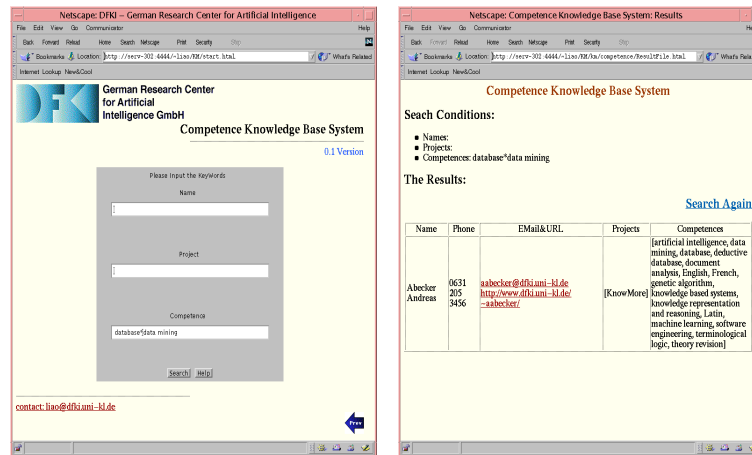 Netscape: DFKI – German Research Center for Artificial Intelligence
File Edit View Go Communicator Help
Back Forward Reload Home Search Netscape Print Security Stop
Bookmarks Location: http://serv-302:4444/~liao/KM/start.html What's Related
Internet Lookup New&Cool
German Research Center
for Artificial
Intelligence GmbH
Competence Knowledge Base System
0.1 Version
Please Input the KeyWords
Name
Project
Competence
database*data mining
Search Help
contact: liao@dfki.uni-kl.de
Prev
Netscape: Competence Knowledge Base System: Results
File Edit View Go Communicator He
Back Forward Reload Home Search Netscape Print Security Stop
Bookmarks Location: http://serv-302:4444/~liao/KM/km/competence/ResultFile.html What's Related
Internet Lookup New&Cool
Competence Knowledge Base System
Seach Conditions:
Names:
Projects:
Competences: database*data mining
The Results:
Search Again
Name Phone EMail&URL Projects Competences
Abecker Andreas
0631 205 3456
aabecker@dfki.uni-kl.de
http://www.dfki.uni-kl.de/
~aabecker/
[KnowMore]
[artificial intelligence, data
mining, database, deductive
database, document
analysis, English, French,
genetic algorithm,
knowledge based systems,
knowledge representation
and reasoning, Latin,
machine learning, software
engineering, terminological
logic, theory revision]